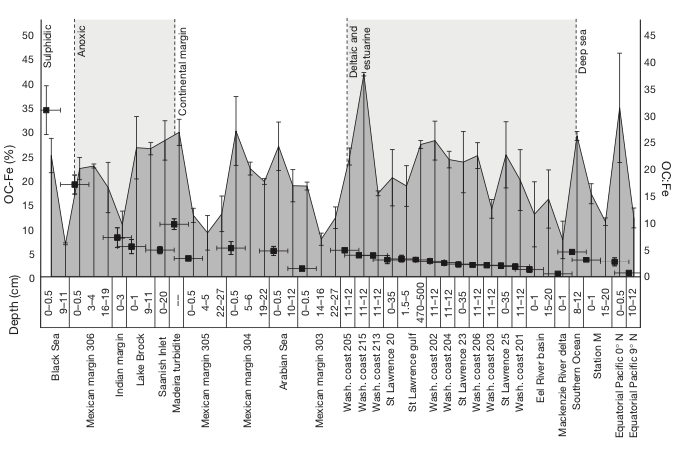 50
45
40
35
30
25
20
15
10
5
0
OC-Fe (%)
45
40
35
30
25
20
15
10
5
0
OC:Fe
Sulphidic
Anoxic
Continental margin
Deltaic and
estuarine
Deep sea
Depth (cm)
0–0.5
9–11
0–0.5
3–4
16–19
0–3
0–1
9–11
0–20
---
0–0.5
4–5
22–27
0–0.5
5–6
19–22
0–0.5
10–12
0–0.5
14–16
22–27
11–12
11–12
11–12
0–35
1.5–5
470–500
11–12
11–12
0–35
11–12
11–12
0–35
11–12
0–1
15–20
0–1
8–12
0–1
15–20
0–0.5
10–12
Black Sea
Mexican margin 306
Indian margin
Lake Brock
Saanish Inlet
Madeira turbidite
Mexican margin 305
Mexican margin 304
Arabian Sea
Mexican margin 303
Wash. coast 205
Wash. coast 215
Wash. coast 213
St Lawrence 20
St Lawrence gulf
Wash. coast 202
Wash. coast 204
St Lawrence 23
Wash. coast 206
Wash. coast 203
St Lawrence 25
Wash. coast 201
Eel River basin
Mackenzie River delta
Southern Ocean
Station M
Equatorial Pacific 0° N
Equatorial Pacific 9° N